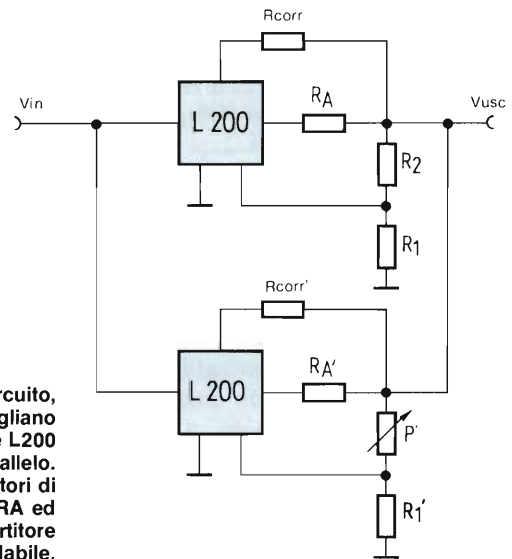 Rcorr
Vin
L 200
RA
Vusc
R2
R1
Rcorr'
L 200
RA'
P'
R1'
rcuito,
gliano
e L200
allelo.
tori di
RA ed
rtitore
labile.